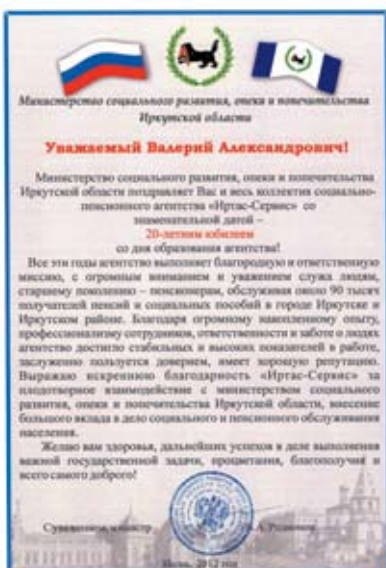 Министерство социального развития, опеки и попечительства
Иркутской области
Уважаемый Валерий Александрович!
Министерство социального развития, опеки и попечительства
Иркутской области поздравляет Вас и весь коллектив социально-
пенсионного агентства «Иртас-Сервис» со
знаменательной датой –
20-летним юбилеем
со дня образования агентства!
Все эти годы агентство выполняет благородную и ответственную
миссию, с огромным вниманием и уважением служа людям,
старшему поколению – пенсионерам, обслуживая около 90 тысяч
получателей пенсий и социальных пособий в городе Иркутске и
Иркутском районе. Благодаря огромному накопленному опыту,
профессионализму сотрудников, ответственности и заботе о людях
агентство достигло стабильных и высоких показателей в работе,
заслуженно пользуется доверием, имеет хорошую репутацию.
Выражаю искреннюю благодарность «Иртас-Сервис» за
плодотворное взаимодействие с министерством социального
развития, опеки и попечительства Иркутской области, внесение
большого вклада в дело социального и пенсионного обслуживания
населения.
Желаю вам здоровья, дальнейших успехов в деле выполнения
важной государственной задачи, процветания, благополучия и
всего самого доброго!
С уважением, министр
Июнь, 2012 год